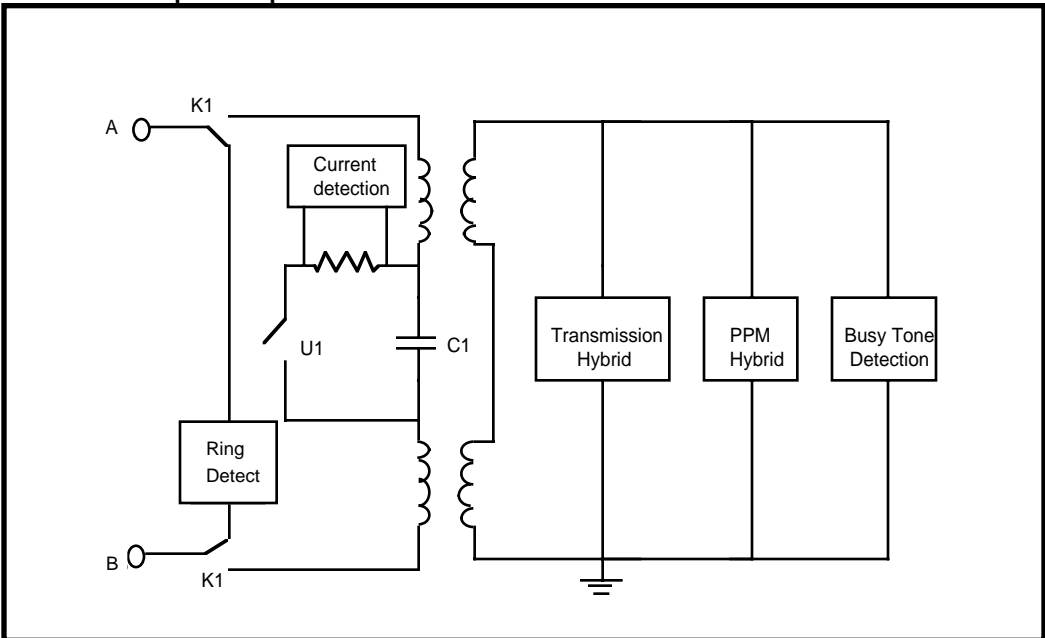 K1
A
Current
detection
U1
C1
Transmission
Hybrid
PPM
Hybrid
Busy Tone
Detection
Ring
Detect
B
K1